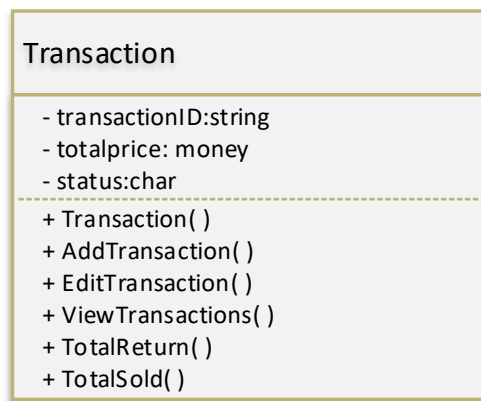 Transaction
- transactionID:string
- totalprice: money
- status:char
+ Transaction( )
+ AddTransaction( )
+ EditTransaction( )
+ ViewTransactions( )
+ TotalReturn( )
+ TotalSold( )